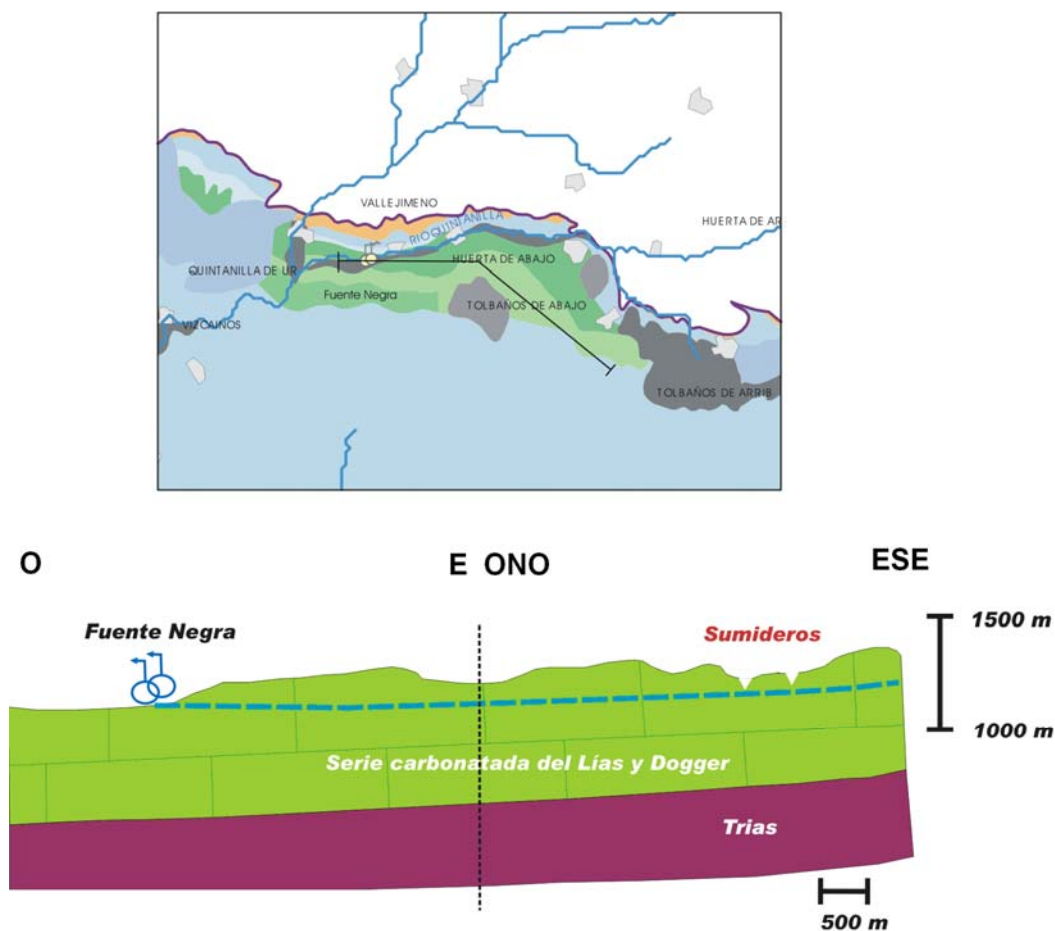 VALLEJIMENO
RIO QUINTANILLA
HUERTA DE AR
QUINTANILLA DE UR
HUERTA DE ABAJO
Fuente Negra
TOLBAÑOS DE ABAJO
VIZCAINOS
TOLBAÑOS DE ARRIB
O
E ONO
ESE
Fuente Negra
Sumideros
1500 m
1000 m
Serie carbonatada del Lías y Dogger
Trias
500 m